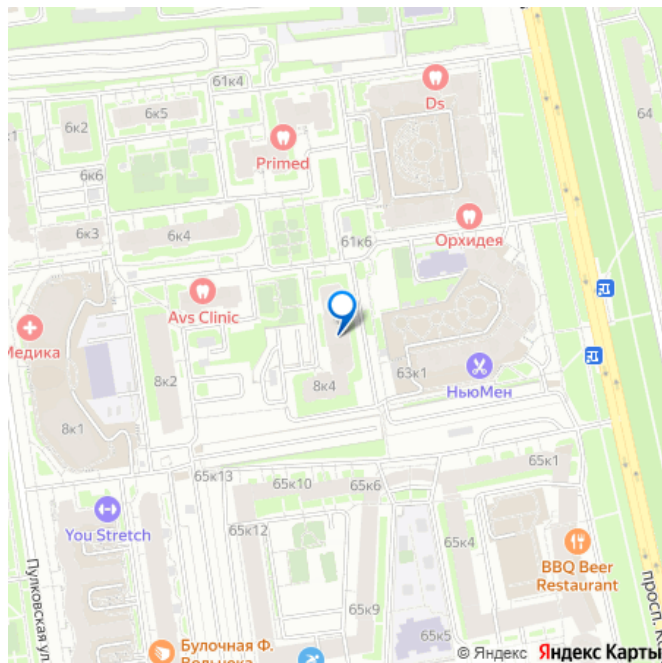 61к4
Ds
6к5
6к2
64
Primed
6к6
Орхидея
6к3
6к4
61к6
Avs Clinic
Медика
8к2
8к4
63к1
НьюМен
8к1
65к1
65к13
65к10
65к6
You Stretch
65к12
65к4
BBQ Beer
Restaurant
Пулковская ул.
65к9
просп. К
65к5
Булочная Ф.
Вольчека
© Яндекс Яндекс Карты